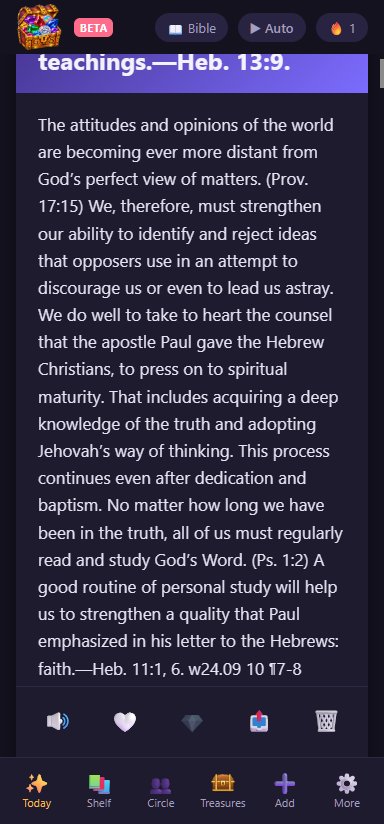 BETA
Bible
Auto
1
teachings.—Heb. 13:9.
The attitudes and opinions of the world
are becoming ever more distant from
God’s perfect view of matters. (Prov.
17:15) We, therefore, must strengthen
our ability to identify and reject ideas
that opposers use in an attempt to
discourage us or even to lead us astray.
We do well to take to heart the counsel
that the apostle Paul gave the Hebrew
Christians, to press on to spiritual
maturity. That includes acquiring a deep
knowledge of the truth and adopting
Jehovah’s way of thinking. This process
continues even after dedication and
baptism. No matter how long we have
been in the truth, all of us must regularly
read and study God’s Word. (Ps. 1:2) A
good routine of personal study will help
us to strengthen a quality that Paul
emphasized in his letter to the Hebrews:
faith.—Heb. 11:1, 6. w24.09 10 ¶7-8
Today
Shelf
Circle
Treasures
Add
More